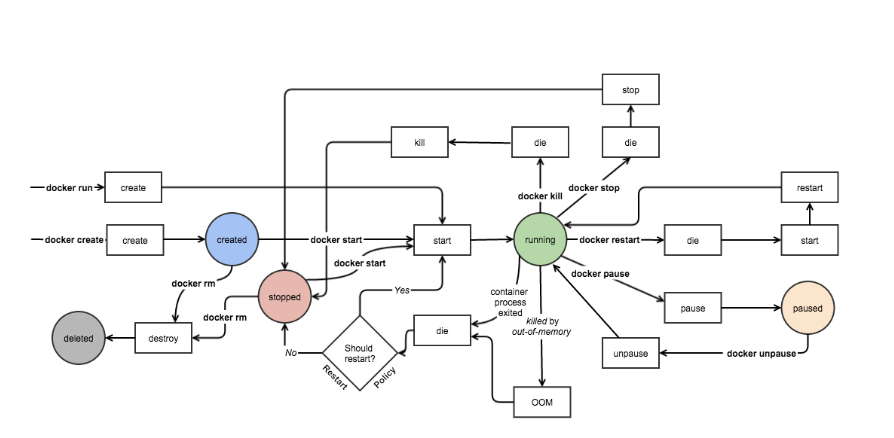 stop
kill
die
die
docker run
create
docker kill
docker stop
restart
docker create
create
created
docker start
start
running
docker restart
die
start
docker start
docker rm
stopped
docker pause
container
process
exited
Yes
docker rm
pause
paused
killed by
out-of-memory
deleted
destroy
die
No
Should
restart?
Restart
Policy
unpause
docker unpause
OOM